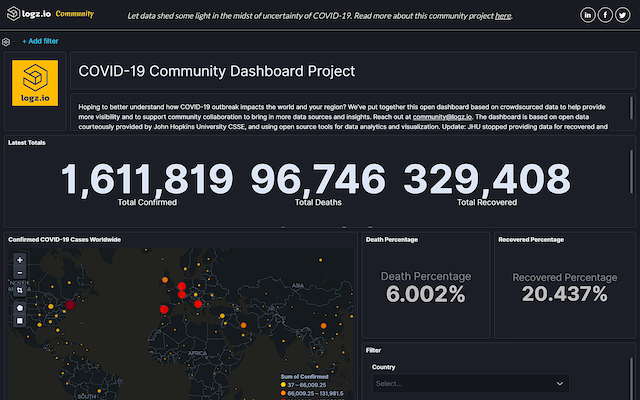 logz.io Community
Let data shed some light in the midst of uncertainty of COVID-19. Read more about this community project here.
+ Add filter
logz.io
COVID-19 Community Dashboard Project
Hoping to better understand how COVID-19 outbreak impacts the world and your region? We've put together this open dashboard based on crowdsourced data to help provide
more visibility and to support community collaboration to bring in more data sources and insights. Reach out at community@logz.io. The dashboard is based on open data
courteously provided by John Hopkins University CSSE, and using open source tools for data analytics and visualization. Update: JHU stopped providing data for recovered and
Latest Totals
1,611,819 96,746 329,408
Total Confirmed Total Deaths Total Recovered
Confirmed COVID-19 Cases Worldwide
Death Percentage
Recovered Percentage
NORTH
AMERICA
ASIA
AFRICA
SOUTH
Sum of Confirmed
37 – 66,009.25
66,009.25 – 131,981.5
Death Percentage
6.002%
Recovered Percentage
20.437%
Filter
Country
Select...